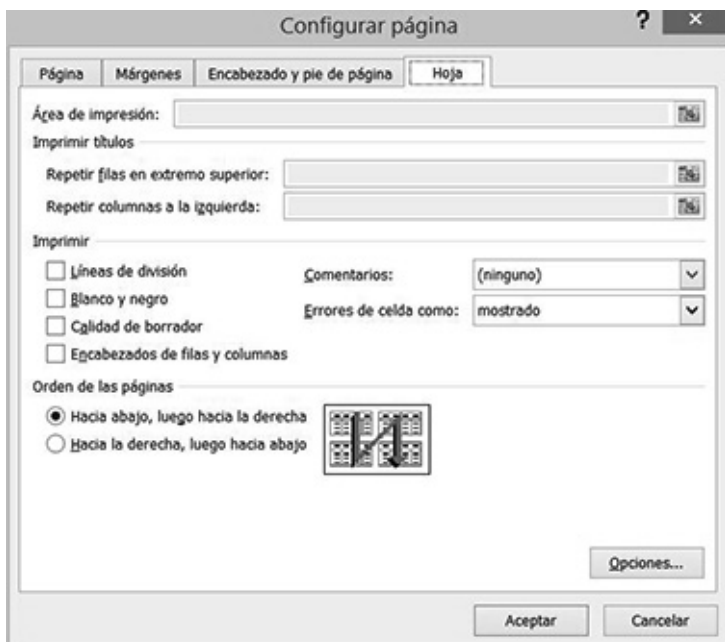 Configurar página ? ×
Página Márgenes Encabezado y pie de página Hoja
Área de impresión:
Imprimir títulos
Repetir filas en extremo superior:
Repetir columnas a la izquierda:
Imprimir
Líneas de división Comentarios: (ninguno)
Blanco y negro
Errores de celda como: mostrado
Calidad de borrador
Encabezados de filas y columnas
Orden de las páginas
Hacia abajo, luego hacia la derecha
Hacia la derecha, luego hacia abajo
Opciones...
Aceptar Cancelar